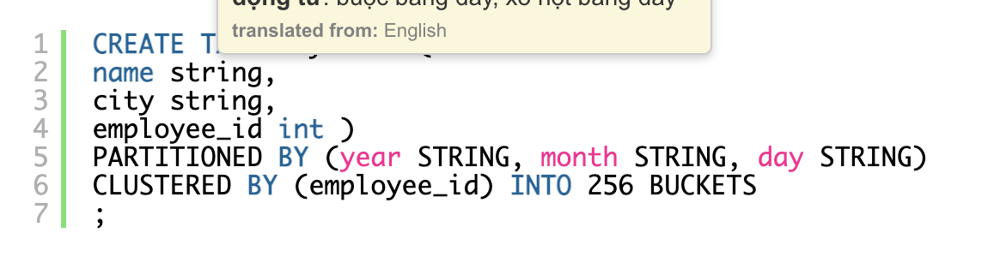 động từ: buộc bằng dây, xỏ nút bằng dây
translated from: English
1 CREATE
2 name string,
3 city string,
4 employee_id int )
5 PARTITIONED BY (year STRING, month STRING, day STRING)
6 CLUSTERED BY (employee_id) INTO 256 BUCKETS
7 ;